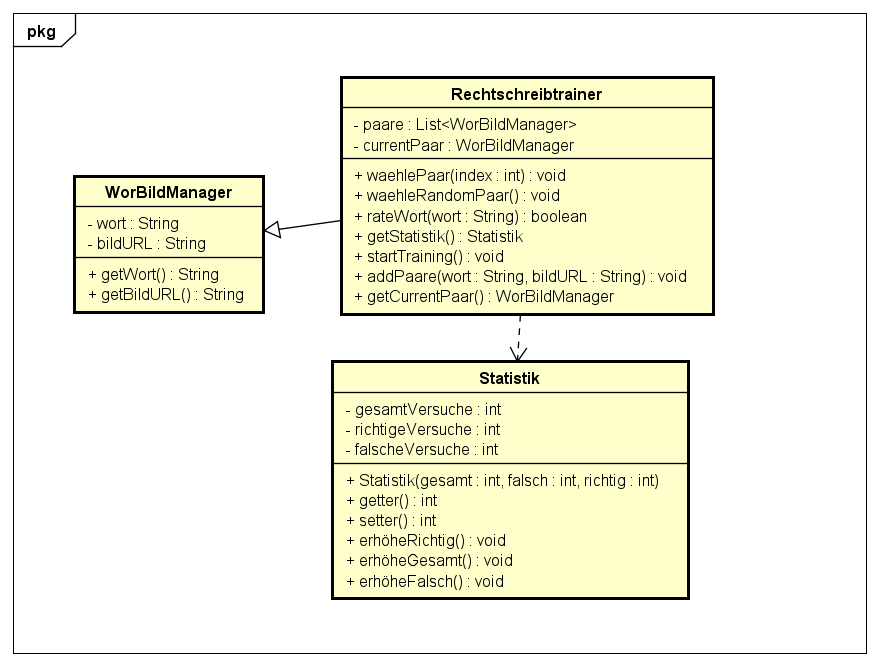 pkg
Rechtschreibtrainer
- paare : List<WorBildManager>
- currentPaar : WorBildManager
+ waehlePaar(index : int) : void
+ waehleRandomPaar() : void
+ rateWort(wort : String) : boolean
+ getStatistik() : Statistik
+ startTraining() : void
+ addPaare(wort : String, bildURL : String) : void
+ getCurrentPaar() : WorBildManager
WorBildManager
- wort : String
- bildURL : String
+ getWort() : String
+ getBildURL() : String
Statistik
- gesamtVersuche : int
- richtigeVersuche : int
- falscheVersuche : int
+ Statistik(gesamt : int, falsch : int, richtig : int)
+ getter() : int
+ setter() : int
+ erhöheRichtig() : void
+ erhöheGesamt() : void
+ erhöheFalsch() : void